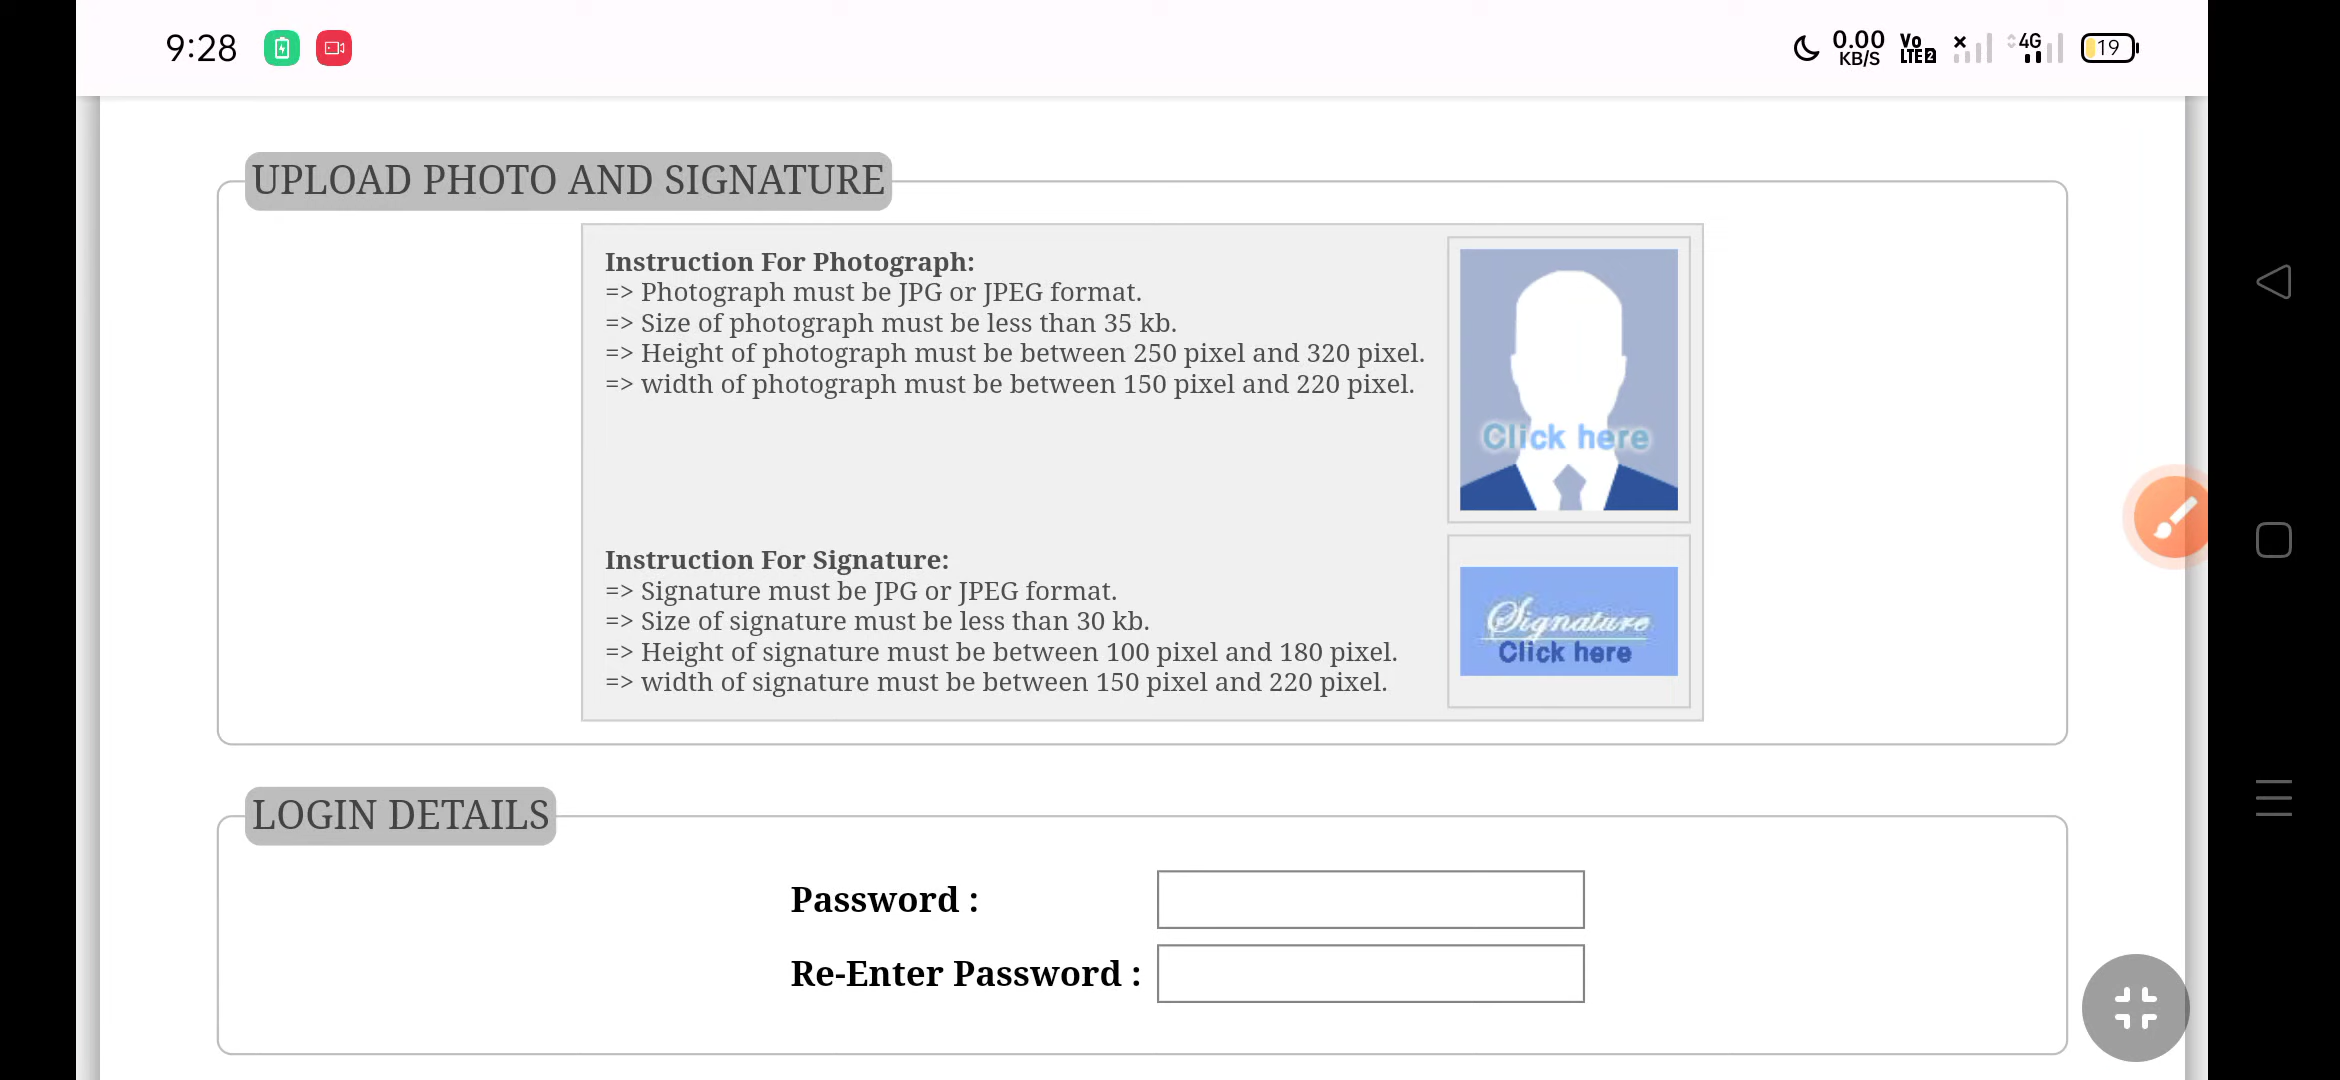 9:28
0.00
KB/S
Vo
LTE 2
4G
19
UPLOAD PHOTO AND SIGNATURE
Instruction For Photograph:
=> Photograph must be JPG or JPEG format.
=> Size of photograph must be less than 35 kb.
=> Height of photograph must be between 250 pixel and 320 pixel.
=> width of photograph must be between 150 pixel and 220 pixel.
Click here
Instruction For Signature:
=> Signature must be JPG or JPEG format.
=> Size of signature must be less than 30 kb.
=> Height of signature must be between 100 pixel and 180 pixel.
=> width of signature must be between 150 pixel and 220 pixel.
Signature
Click here
LOGIN DETAILS
Password :
Re-Enter Password :